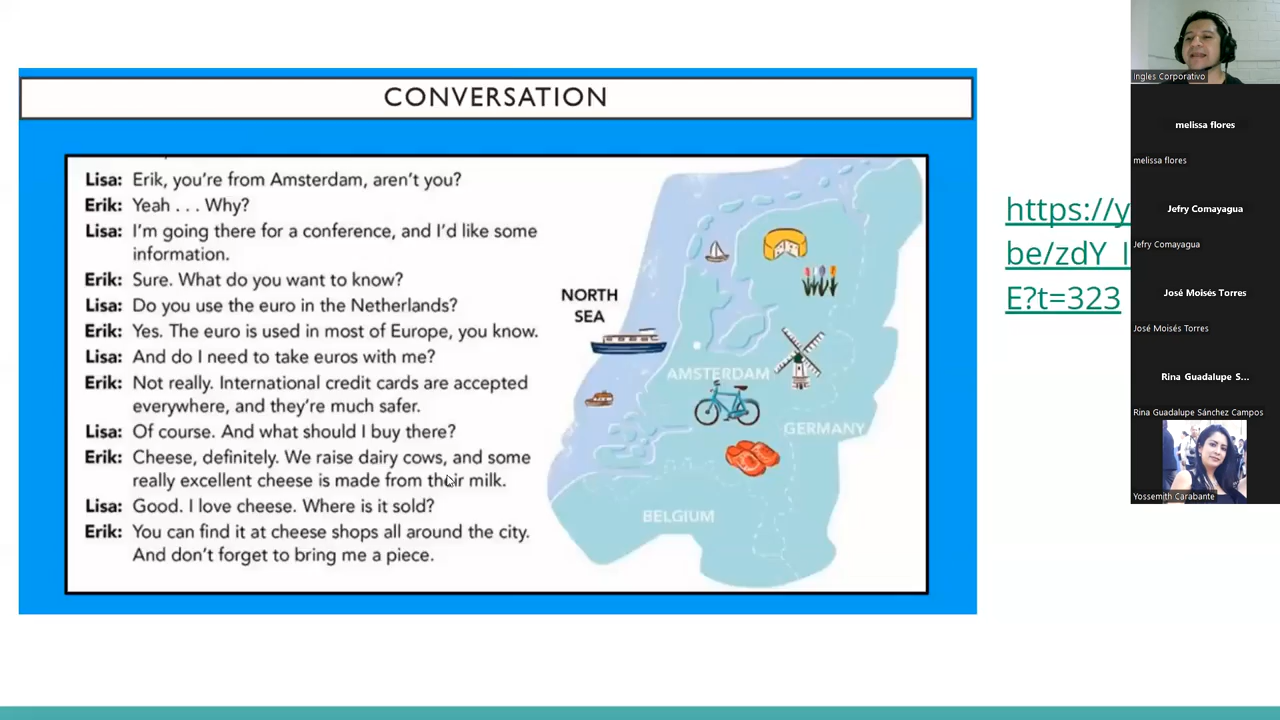 CONVERSATION
Lisa: Erik, you're from Amsterdam, aren't you?
Erik: Yeah . . . Why?
Lisa: I'm going there for a conference, and I'd like some
information.
Erik: Sure. What do you want to know?
Lisa: Do you use the euro in the Netherlands?
Erik: Yes. The euro is used in most of Europe, you know.
Lisa: And do I need to take euros with me?
Erik: Not really. International credit cards are accepted
everywhere, and they're much safer.
Lisa: Of course. And what should I buy there?
Erik: Cheese, definitely. We raise dairy cows, and some
really excellent cheese is made from their milk.
Lisa: Good. I love cheese. Where is it sold?
Erik: You can find it at cheese shops all around the city.
And don't forget to bring me a piece.
NORTH
SEA
AMSTERDAM
GERMANY
BELGIUM
https://y
be/zdY_I
E?t=323
Ingles Corporativo
melissa flores
melissa flores
Jefry Comayagua
Jefry Comayagua
José Moisés Torres
José Moisés Torres
Rina Guadalupe S...
Rina Guadalupe Sánchez Campos
Yossemith Carabante